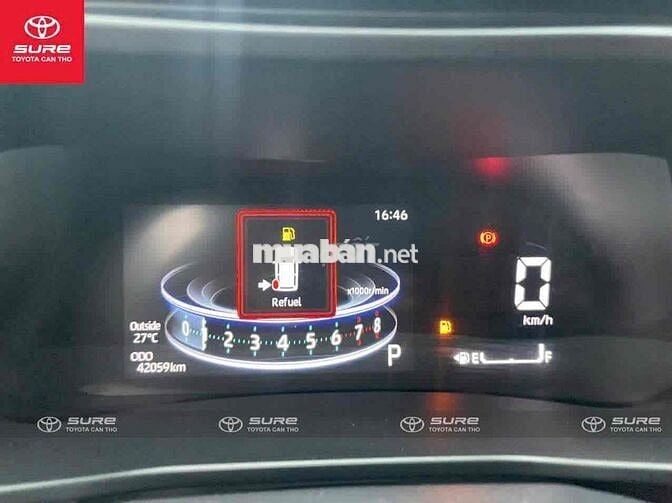 SURE
TOYOTA CAN THO
16:46
muaban.net
x1000r/min
Refuel
0 1 2 3 4 5 6 7 8
Outside
27°C
ODO
42059km
P
P
0
km/h
E F
SURE
TOYOTA CAN THO
SURE
TOYOTA CAN THO
SURE
TOYOTA CAN THO
SURE
TOYOTA CAN THO